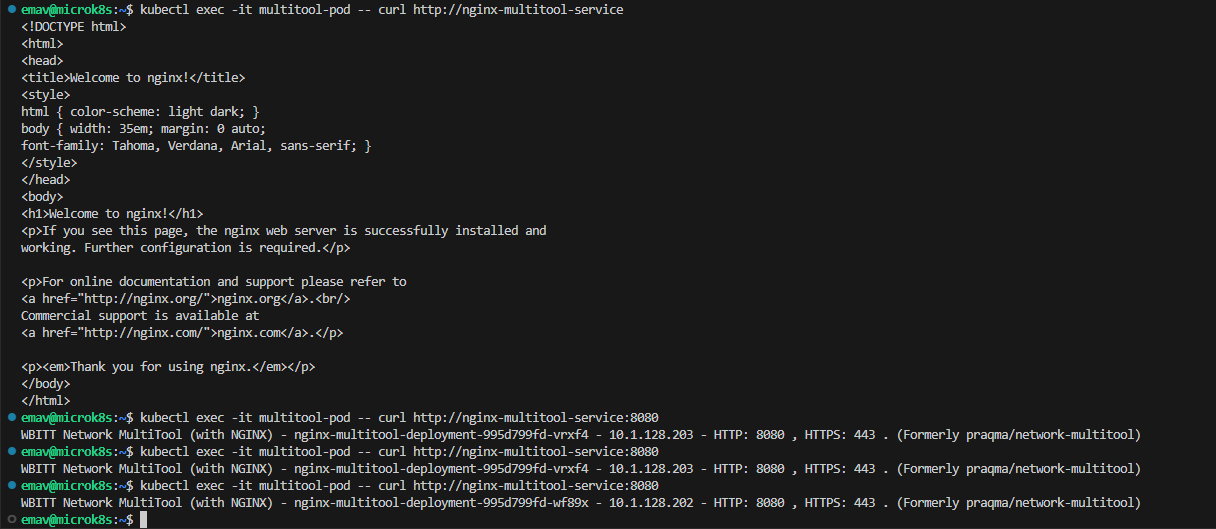 emav@microk8s:~$ kubectl exec -it multitool-pod -- curl http://nginx-multitool-service
<!DOCTYPE html>
<html>
<head>
<title>Welcome to nginx!</title>
<style>
html { color-scheme: light dark; }
body { width: 35em; margin: 0 auto;
font-family: Tahoma, Verdana, Arial, sans-serif; }
</style>
</head>
<body>
<h1>Welcome to nginx!</h1>
<p>If you see this page, the nginx web server is successfully installed and
working. Further configuration is required.</p>

<p>For online documentation and support please refer to
<a href="http://nginx.org/">nginx.org</a>.<br/>
Commercial support is available at
<a href="http://nginx.com/">nginx.com</a>.</p>

<p><em>Thank you for using nginx.</em></p>
</body>
</html>
emav@microk8s:~$ kubectl exec -it multitool-pod -- curl http://nginx-multitool-service:8080
WBITT Network MultiTool (with NGINX) - nginx-multitool-deployment-995d799fd-vrxf4 - 10.1.128.203 - HTTP: 8080 , HTTPS: 443 . (Formerly praqma/network-multitool)
emav@microk8s:~$ kubectl exec -it multitool-pod -- curl http://nginx-multitool-service:8080
WBITT Network MultiTool (with NGINX) - nginx-multitool-deployment-995d799fd-vrxf4 - 10.1.128.203 - HTTP: 8080 , HTTPS: 443 . (Formerly praqma/network-multitool)
emav@microk8s:~$ kubectl exec -it multitool-pod -- curl http://nginx-multitool-service:8080
WBITT Network MultiTool (with NGINX) - nginx-multitool-deployment-995d799fd-wf89x - 10.1.128.202 - HTTP: 8080 , HTTPS: 443 . (Formerly praqma/network-multitool)
emav@microk8s:~$